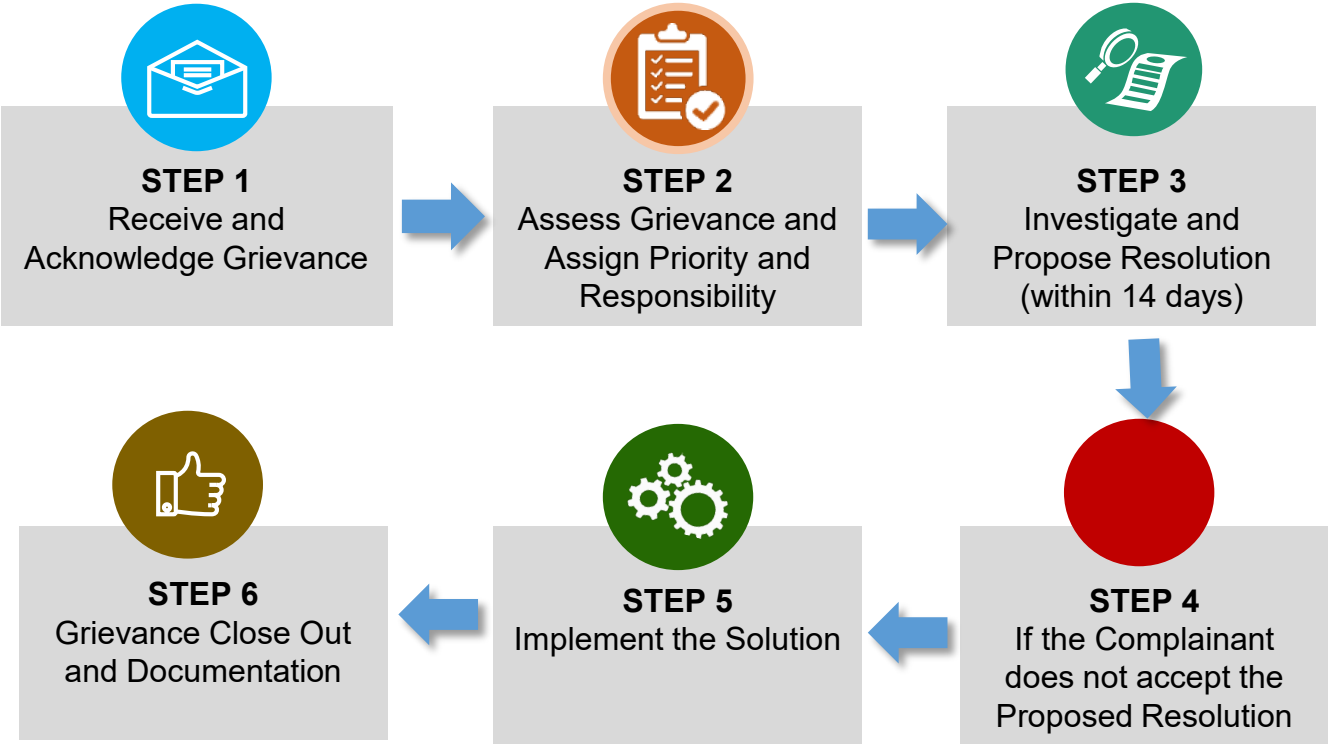 STEP 1
Receive and
Acknowledge Grievance
STEP 2
Assess Grievance and
Assign Priority and
Responsibility
STEP 3
Investigate and
Propose Resolution
(within 14 days)
STEP 4
If the Complainant
does not accept the
Proposed Resolution
STEP 5
Implement the Solution
STEP 6
Grievance Close Out
and Documentation